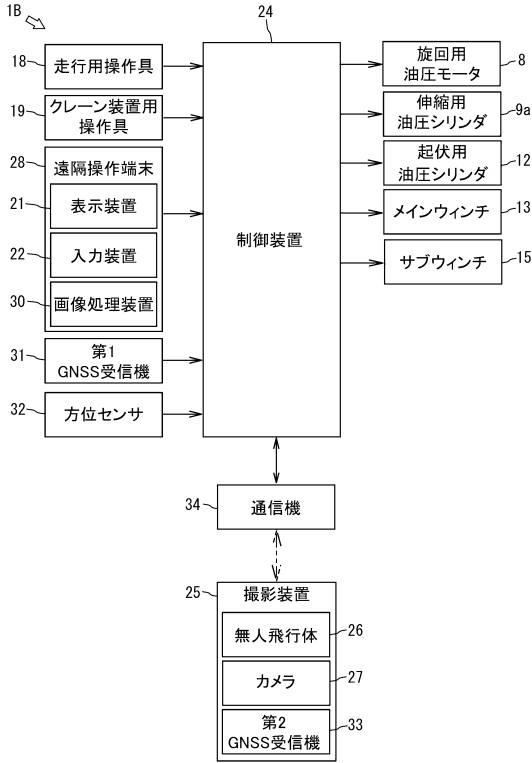 1B
24
18
走行用操作具
19
クレーン装置用
操作具
28
遠隔操作端末
21
表示装置
22
入力装置
30
画像処理装置
31
第1
GNSS受信機
32
方位センサ
制御装置
旋回用
油圧モータ
8
伸縮用
油圧シリンダ
9a
起伏用
油圧シリンダ
12
メインウィンチ
13
サブウィンチ
15
34
通信機
25
撮影装置
無人飛行体
26
カメラ
27
第2
GNSS受信機
33